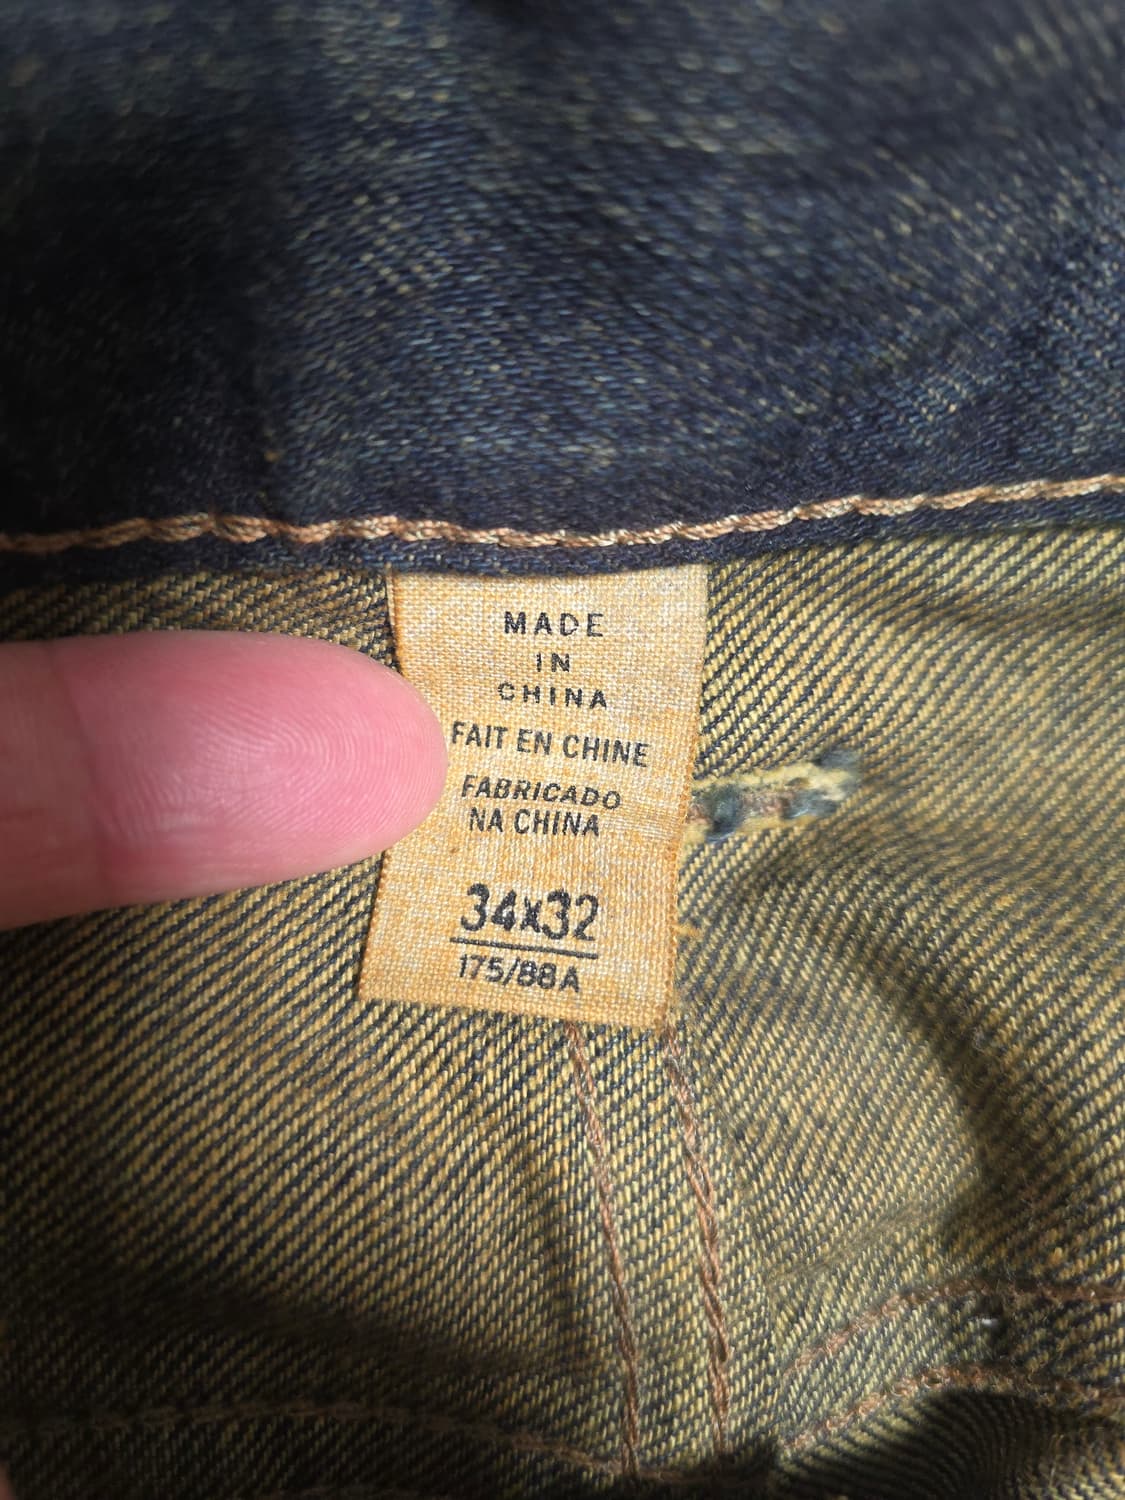 MADE
IN
CHINA
FAIT EN CHINE
FABRICADO
NA CHINA
34x32
175/88A